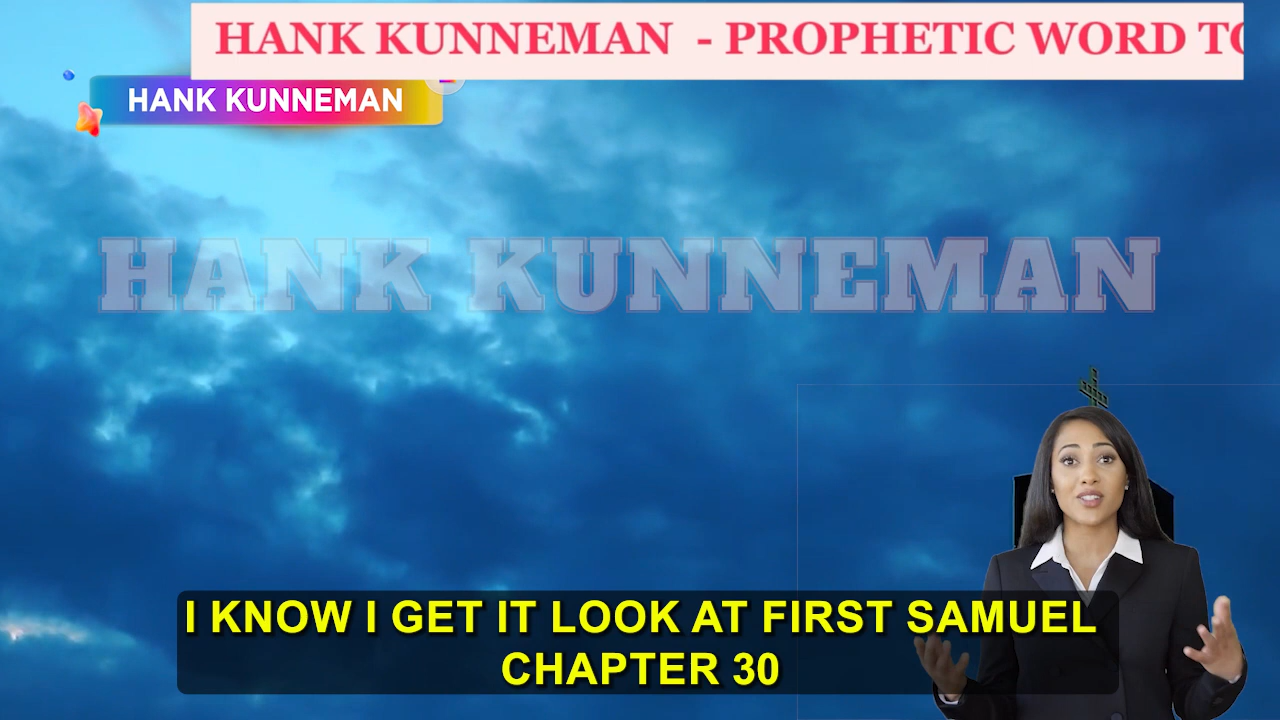 HANK KUNNEMAN - PROPHETIC WORD TO
HANK KUNNEMAN
HANK KUNNEMAN
I KNOW I GET IT LOOK AT FIRST SAMUEL
CHAPTER 30